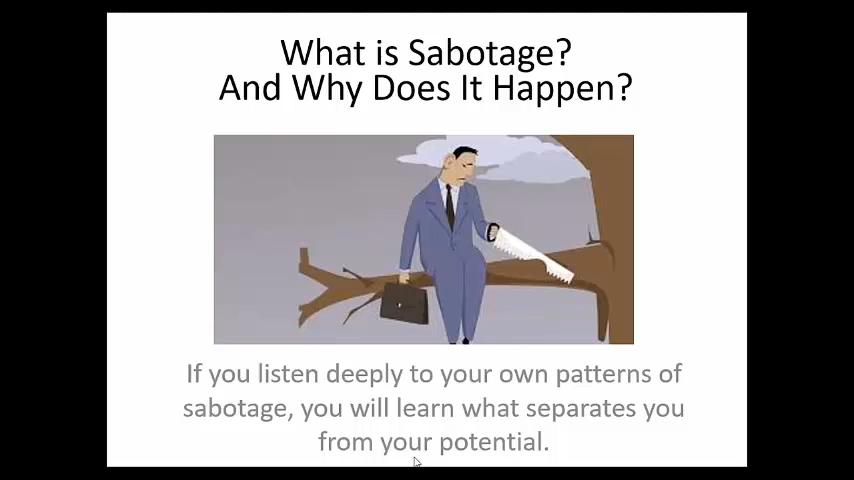 What is Sabotage?
And Why Does It Happen?
If you listen deeply to your own patterns of
sabotage, you will learn what separates you
from your potential.